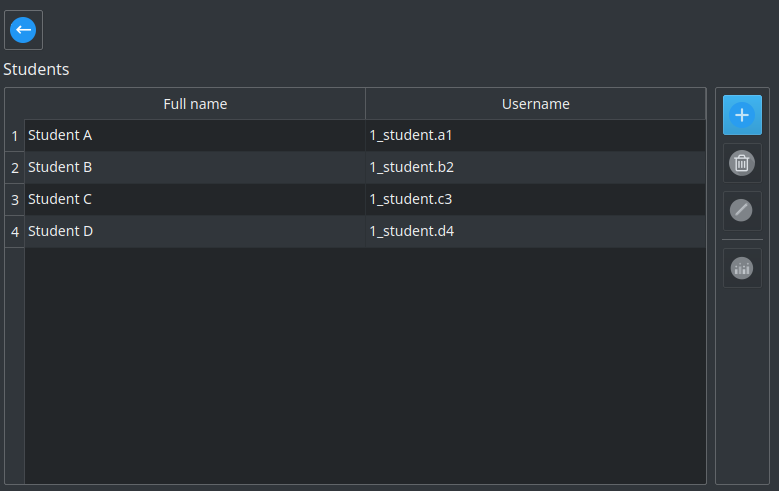 Students
Full name Username
1 Student A 1_student.a1
2 Student B 1_student.b2
3 Student C 1_student.c3
4 Student D 1_student.d4